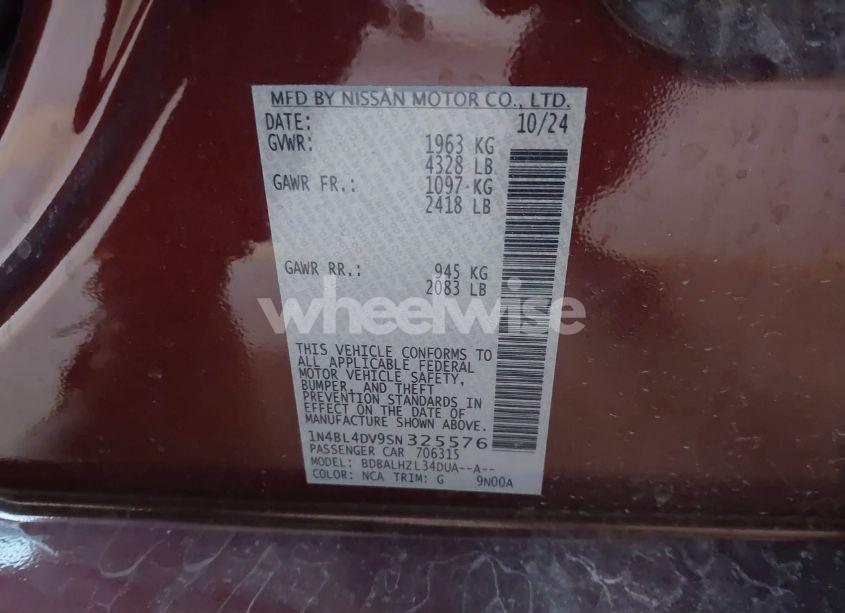 MFD BY NISSAN MOTOR CO., LTD.
DATE: 10/24
GVWR: 1963 KG
4328 LB
GAWR FR.: 1097 KG
2418 LB
GAWR RR.: 945 KG
2083 LB
wheelwise
THIS VEHICLE CONFORMS TO
ALL APPLICABLE FEDERAL
MOTOR VEHICLE SAFETY,
BUMPER, AND THEFT
PREVENTION STANDARDS IN
EFFECT ON THE DATE OF
MANUFACTURE SHOWN ABOVE.
1N4BL4DV9SN325576
PASSENGER CAR 706315
MODEL: BDBALHZL34DUA--A--
COLOR: NCA TRIM: G 9N00A